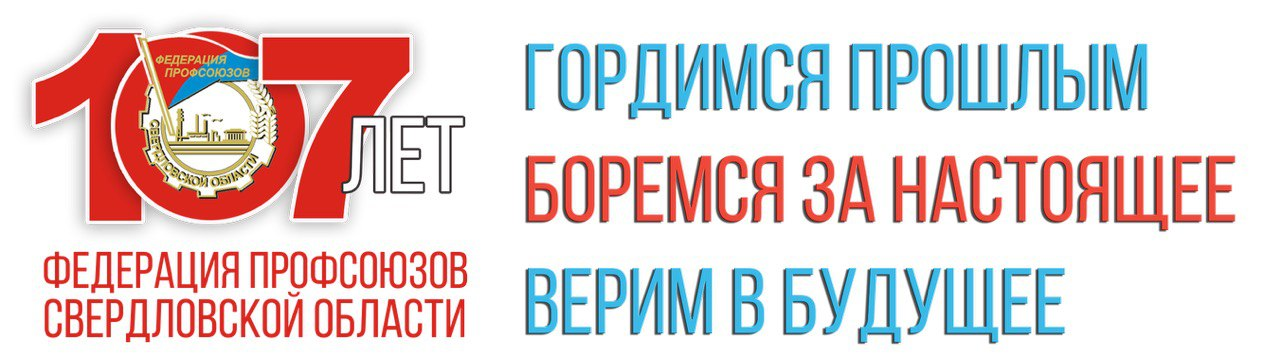 107
ЛЕТ
ФЕДЕРАЦИЯ
ПРОФСОЮЗОВ
СВЕРДЛОВСКОЙ ОБЛАСТИ
ФЕДЕРАЦИЯ ПРОФСОЮЗОВ
СВЕРДЛОВСКОЙ ОБЛАСТИ
ГОРДИМСЯ ПРОШЛЫМ
БОРЕМСЯ ЗА НАСТОЯЩЕЕ
ВЕРИМ В БУДУЩЕЕ